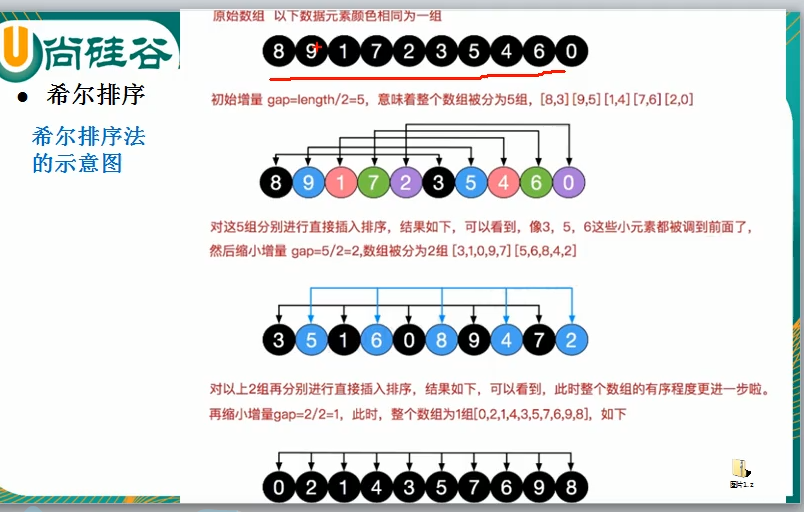 原始数组 以下数据元素颜色相同为一组
尚硅谷
8 9 1 7 2 3 5 4 6 0
● 希尔排序
初始增量 gap=length/2=5，意味着整个数组被分为5组，[8,3] [9,5] [1,4] [7,6] [2,0]
希尔排序法
的示意图
8 9 1 7 2 3 5 4 6 0
对这5组分别进行直接插入排序，结果如下，可以看到，像3，5，6这些小元素都被调到前面了，
然后缩小增量 gap=5/2=2,数组被分为2组 [3,1,0,9,7] [5,6,8,4,2]
3 5 1 6 0 8 9 4 7 2
对以上2组再分别进行直接插入排序，结果如下，可以看到，此时整个数组的有序程度更进一步啦。
再缩小增量gap=2/2=1，此时，整个数组为1组[0,2,1,4,3,5,7,6,9,8]，如下
图片1.z
0 2 1 4 3 5 7 6 9 8